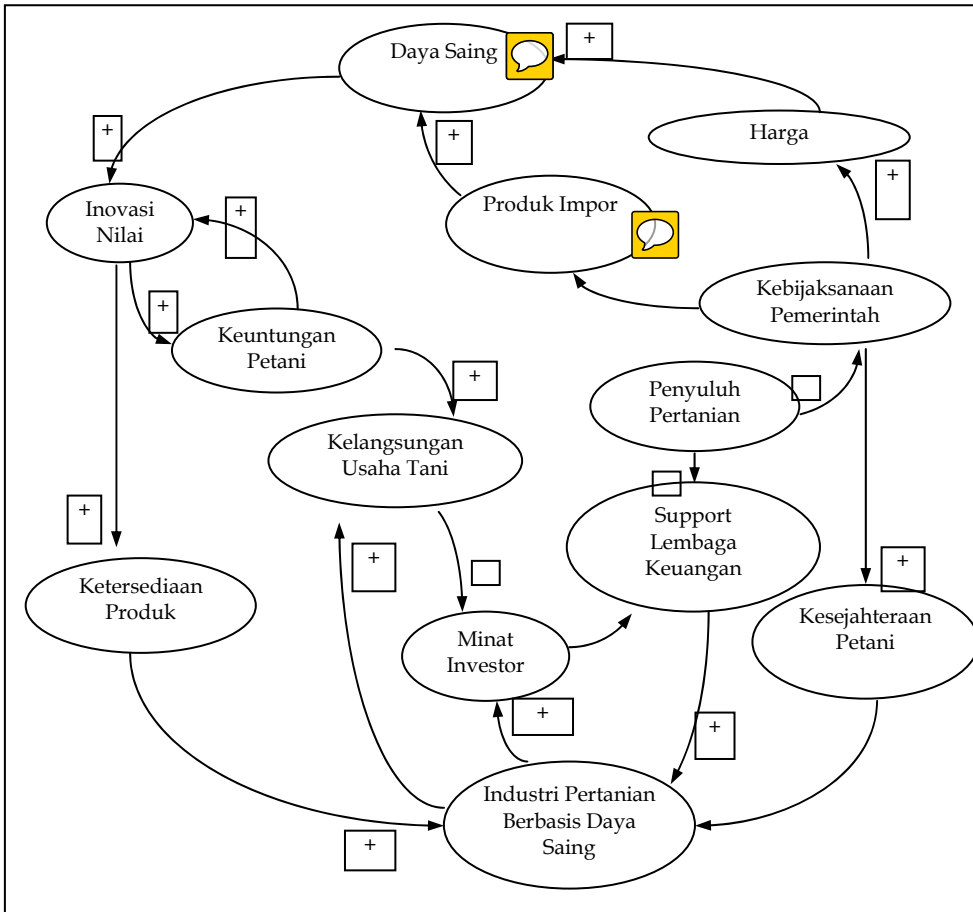 Daya Saing
+
Harga
+
+
+
Produk Impor
Inovasi
Nilai
+
Kebijaksanaan
Pemerintah
+
Keuntungan
Petani
+
Penyuluh
Pertanian
Kelangsungan
Usaha Tani
+
Support
Lembaga
Keuangan
+
+
Ketersediaan
Produk
Kesejahteraan
Petani
Minat
Investor
+
+
Industri Pertanian
Berbasis Daya
Saing
+